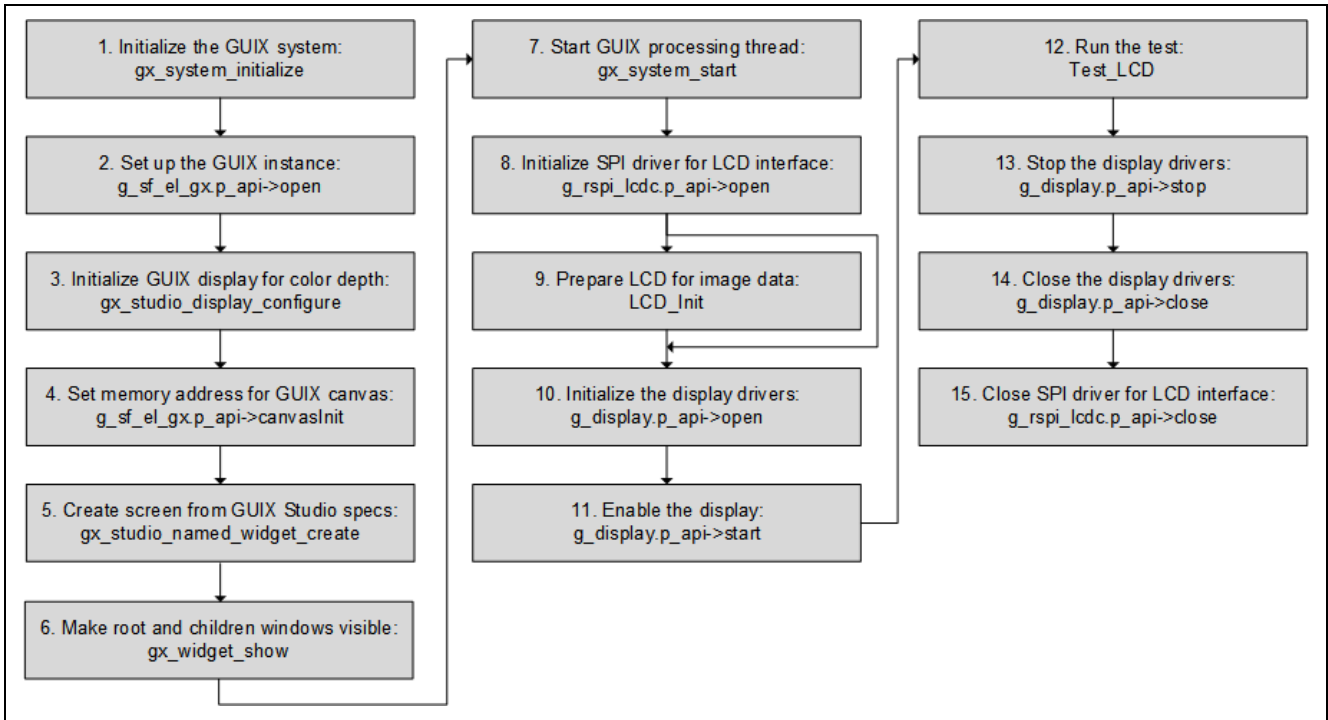 1. Initialize the GUIX system:
gx_system_initialize
2. Set up the GUIX instance:
g_sf_el_gx.p_api->open
3. Initialize GUIX display for color depth:
gx_studio_display_configure
4. Set memory address for GUIX canvas:
g_sf_el_gx.p_api->canvasInit
5. Create screen from GUIX Studio specs:
gx_studio_named_widget_create
6. Make root and children windows visible:
gx_widget_show
7. Start GUIX processing thread:
gx_system_start
8. Initialize SPI driver for LCD interface:
g_rspi_lcdc.p_api->open
9. Prepare LCD for image data:
LCD_Init
10. Initialize the display drivers:
g_display.p_api->open
11. Enable the display:
g_display.p_api->start
12. Run the test:
Test_LCD
13. Stop the display drivers:
g_display.p_api->stop
14. Close the display drivers:
g_display.p_api->close
15. Close SPI driver for LCD interface:
g_rspi_lcdc.p_api->close